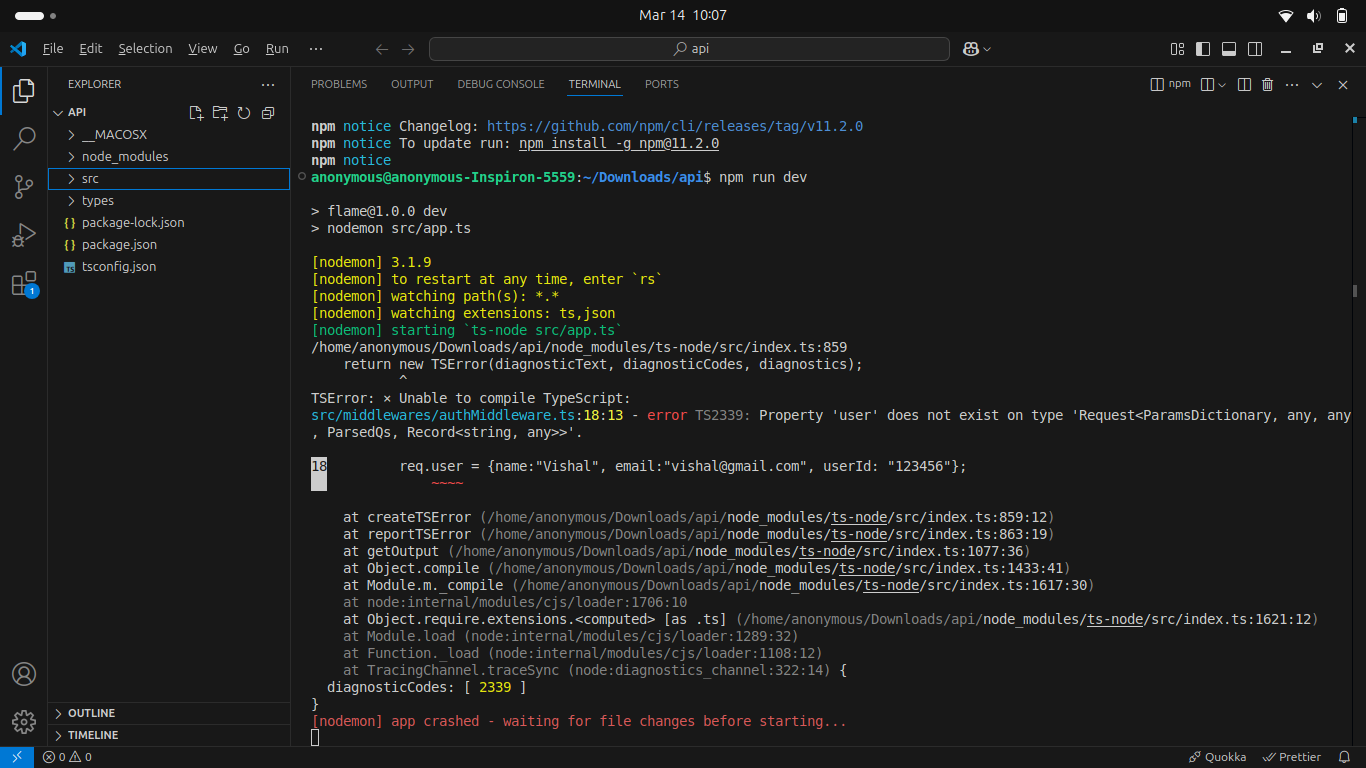 Mar 14 10:07
File Edit Selection View Go Run ···
api
EXPLORER ···
API
__MACOSX
node_modules
src
types
{} package-lock.json
{} package.json
TS tsconfig.json
1
OUTLINE
TIMELINE
PROBLEMS OUTPUT DEBUG CONSOLE TERMINAL PORTS
npm
npm notice Changelog: https://github.com/npm/cli/releases/tag/v11.2.0
npm notice To update run: npm install -g npm@11.2.0
npm notice
anonymous@anonymous-Inspiron-5559:~/Downloads/api$ npm run dev
> flame@1.0.0 dev
> nodemon src/app.ts
[nodemon] 3.1.9
[nodemon] to restart at any time, enter `rs`
[nodemon] watching path(s): *.*
[nodemon] watching extensions: ts,json
[nodemon] starting `ts-node src/app.ts`
/home/anonymous/Downloads/api/node_modules/ts-node/src/index.ts:859
return new TSError(diagnosticText, diagnosticCodes, diagnostics);
^
TSError: ⨯ Unable to compile TypeScript:
src/middlewares/authMiddleware.ts:18:13 - error TS2339: Property 'user' does not exist on type 'Request<ParamsDictionary, any, any
, ParsedQs, Record<string, any>>'.
18 req.user = {name:"Vishal", email:"vishal@gmail.com", userId: "123456"};
~~~~
at createTSError (/home/anonymous/Downloads/api/node_modules/ts-node/src/index.ts:859:12)
at reportTSError (/home/anonymous/Downloads/api/node_modules/ts-node/src/index.ts:863:19)
at getOutput (/home/anonymous/Downloads/api/node_modules/ts-node/src/index.ts:1077:36)
at Object.compile (/home/anonymous/Downloads/api/node_modules/ts-node/src/index.ts:1433:41)
at Module.m._compile (/home/anonymous/Downloads/api/node_modules/ts-node/src/index.ts:1617:30)
at node:internal/modules/cjs/loader:1706:10
at Object.require.extensions.<computed> [as .ts] (/home/anonymous/Downloads/api/node_modules/ts-node/src/index.ts:1621:12)
at Module.load (node:internal/modules/cjs/loader:1289:32)
at Function._load (node:internal/modules/cjs/loader:1108:12)
at TracingChannel.traceSync (node:diagnostics_channel:322:14) {
diagnosticCodes: [ 2339 ]
}
[nodemon] app crashed - waiting for file changes before starting...
0 0
Quokka Prettier